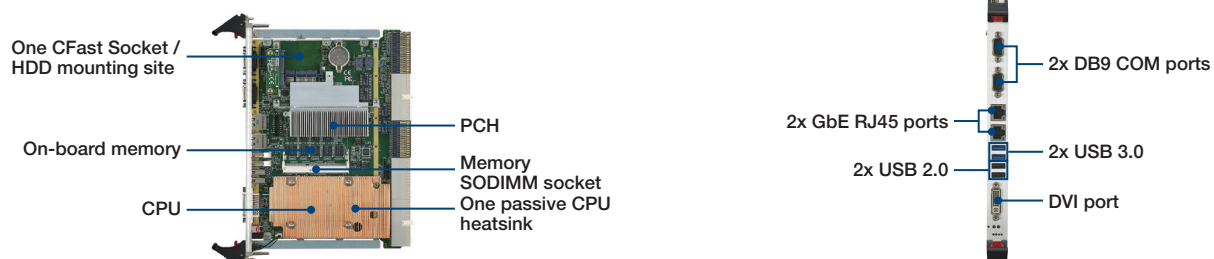 One CFast Socket /
HDD mounting site
On-board memory
CPU
PCH
Memory
SODIMM socket
One passive CPU
heatsink
2x DB9 COM ports
2x GbE RJ45 ports
2x USB 3.0
2x USB 2.0
DVI port